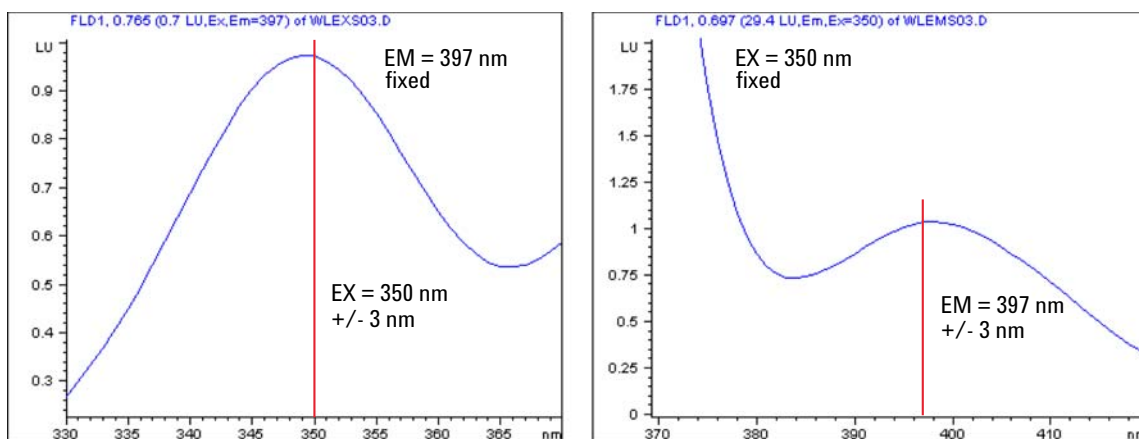 FLD1, 0.765 (0.7 LU,Ex,Em=397) of WLEXS03.D
LU
EM = 397 nm
fixed
0.9
0.8
0.7
0.6
0.5
0.4
0.3
EX = 350 nm
+/- 3 nm
330 335 340 345 350 355 360 365 nm
FLD1, 0.697 (29.4 LU,Em,Ex=350) of WLEMS03.D
LU
EX = 350 nm
fixed
1.75
1.5
1.25
1
0.75
0.5
0.25
0
EM = 397 nm
+/- 3 nm
370 380 390 400 410